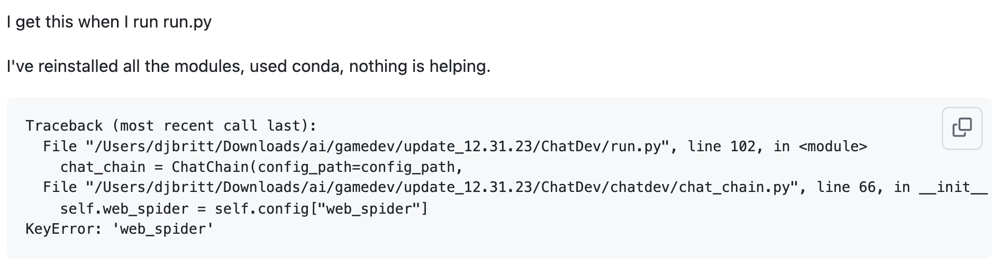 I get this when I run run.py
I've reinstalled all the modules, used conda, nothing is helping.
Traceback (most recent call last):
  File "/Users/djbritt/Downloads/ai/gamedev/update_12.31.23/ChatDev/run.py", line 102, in <module>
    chat_chain = ChatChain(config_path=config_path,
  File "/Users/djbritt/Downloads/ai/gamedev/update_12.31.23/ChatDev/chatdev/chat_chain.py", line 66, in __init__
    self.web_spider = self.config["web_spider"]
KeyError: 'web_spider'